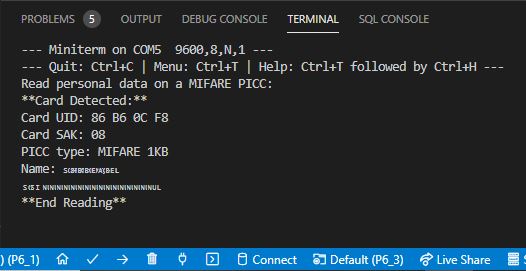 PROBLEMS 5 OUTPUT DEBUG CONSOLE TERMINAL SQL CONSOLE
--- Miniterm on COM5  9600,8,N,1 ---
--- Quit: Ctrl+C | Menu: Ctrl+T | Help: Ctrl+T followed by Ctrl+H ---
Read personal data on a MIFARE PICC:
**Card Detected:**
Card UID: 86 B6 0C F8
Card SAK: 08
PICC type: MIFARE 1KB
Name:
**End Reading**
) (P6_1) Connect Default (P6_3) Live Share